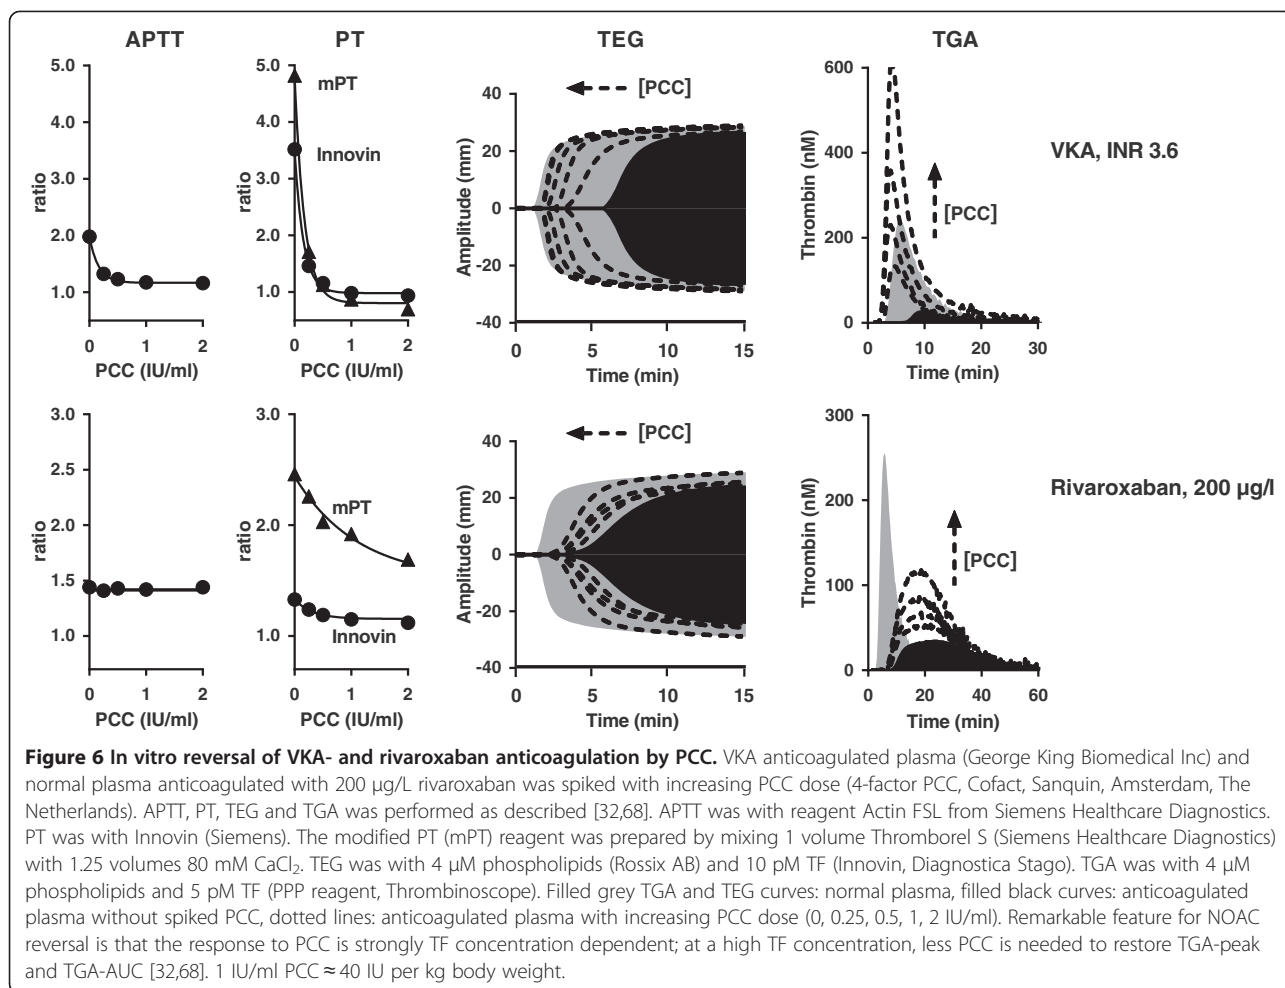 APTT PT TEG TGA
5.0
4.0
3.0
2.0
1.0
ratio
0 1 2
PCC (IU/ml)
5.0
4.0
3.0
2.0
1.0
ratio
mPT
Innovin
0 1 2
PCC (IU/ml)
40
20
0
-20
-40
Amplitude (mm)
[PCC]
0 5 10 15
Time (min)
600
400
200
0
Thrombin (nM)
[PCC]
0 10 20 30
Time (min)
VKA, INR 3.6
3.0
2.5
2.0
1.5
1.0
ratio
0 1 2
PCC (IU/ml)
3.0
2.0
1.0
ratio
mPT
Innovin
0 1 2
PCC (IU/ml)
40
20
0
-20
-40
Amplitude (mm)
[PCC]
0 5 10 15
Time (min)
300
200
100
0
Thrombin (nM)
[PCC]
0 20 40 60
Time (min)
Rivaroxaban, 200 µg/l
Figure 6 In vitro reversal of VKA- and rivaroxaban anticoagulation by PCC. VKA anticoagulated plasma (George King Biomedical Inc) and
normal plasma anticoagulated with 200 µg/L rivaroxaban was spiked with increasing PCC dose (4-factor PCC, Cofact, Sanquin, Amsterdam, The
Netherlands). APTT, PT, TEG and TGA was performed as described [32,68]. APTT was with reagent Actin FSL from Siemens Healthcare Diagnostics.
PT was with Innovin (Siemens). The modified PT (mPT) reagent was prepared by mixing 1 volume Thromborel S (Siemens Healthcare Diagnostics)
with 1.25 volumes 80 mM CaCl₂. TEG was with 4 µM phospholipids (Rossix AB) and 10 pM TF (Innovin, Diagnostica Stago). TGA was with 4 µM
phospholipids and 5 pM TF (PPP reagent, Thrombinoscope). Filled grey TGA and TEG curves: normal plasma, filled black curves: anticoagulated
plasma without spiked PCC, dotted lines: anticoagulated plasma with increasing PCC dose (0, 0.25, 0.5, 1, 2 IU/ml). Remarkable feature for NOAC
reversal is that the response to PCC is strongly TF concentration dependent; at a high TF concentration, less PCC is needed to restore TGA-peak
and TGA-AUC [32,68]. 1 IU/ml PCC ≈ 40 IU per kg body weight.